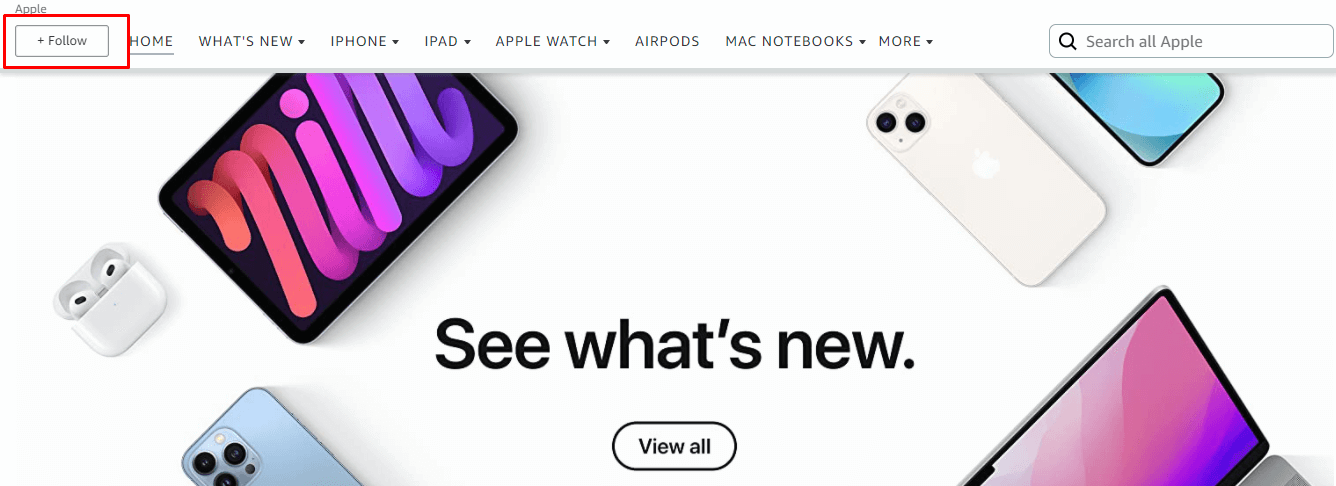 Apple
+ Follow HOME WHAT'S NEW IPHONE IPAD APPLE WATCH AIRPODS MAC NOTEBOOKS MORE Search all Apple
See what's new.
View all